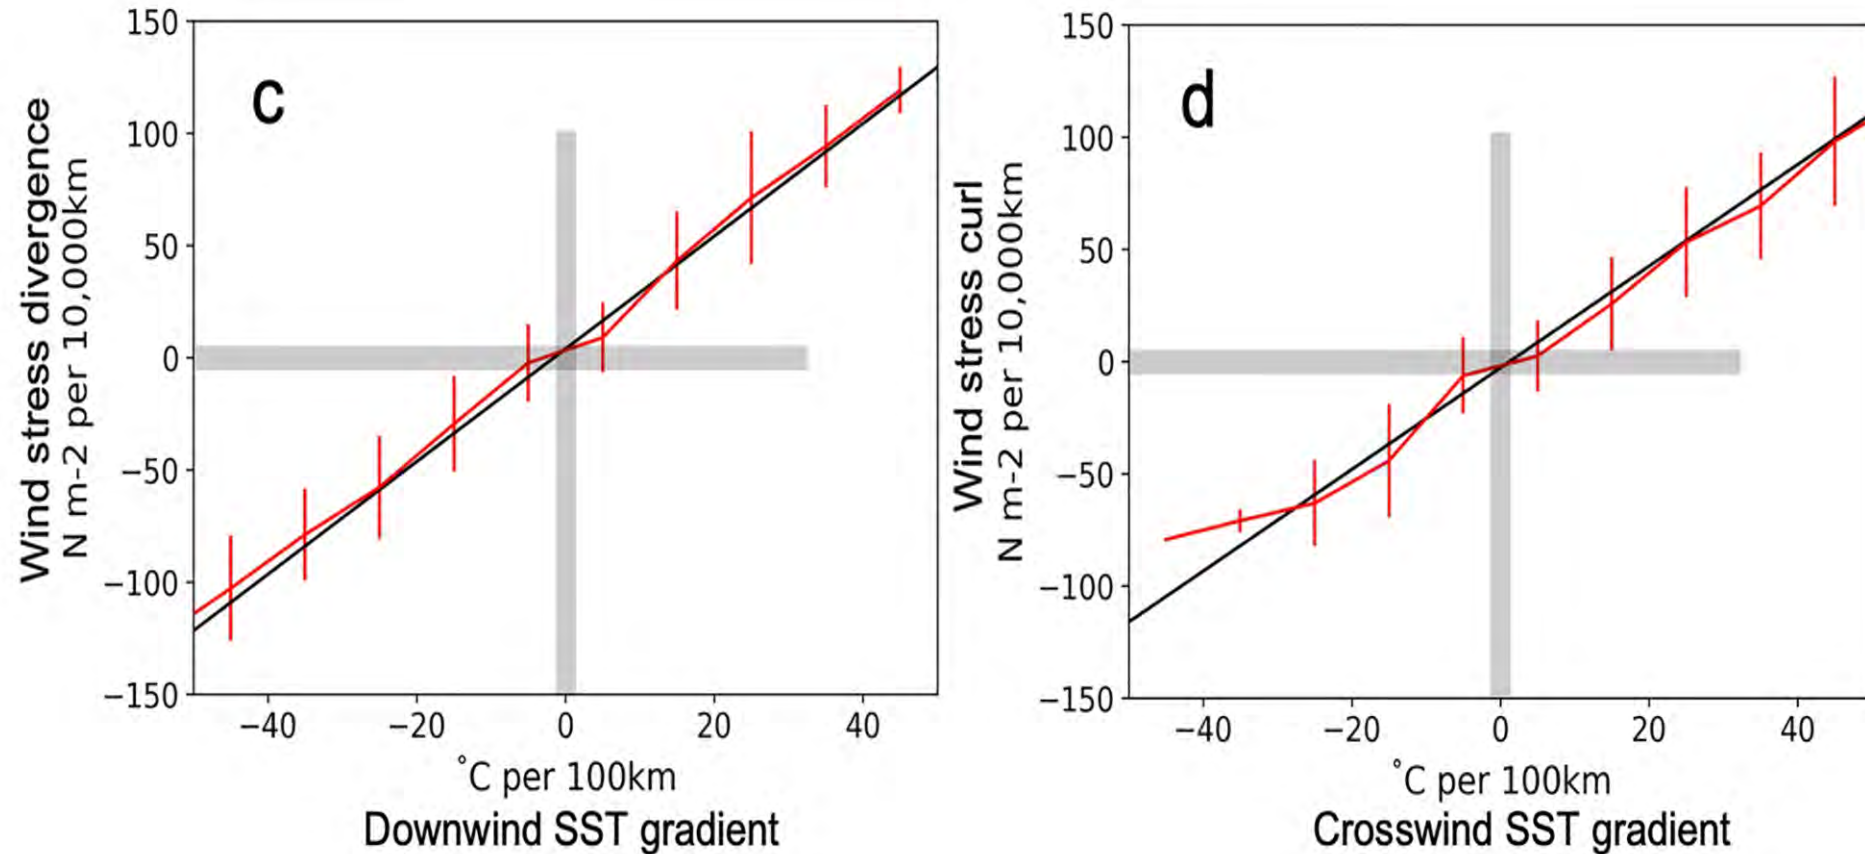 c
Wind stress divergence
N m-2 per 10,000km
150
100
50
0
−50
−100
−150
−40 −20 0 20 40
°C per 100km
Downwind SST gradient
d
Wind stress curl
N m-2 per 10,000km
150
100
50
0
−50
−100
−150
−40 −20 0 20 40
°C per 100km
Crosswind SST gradient